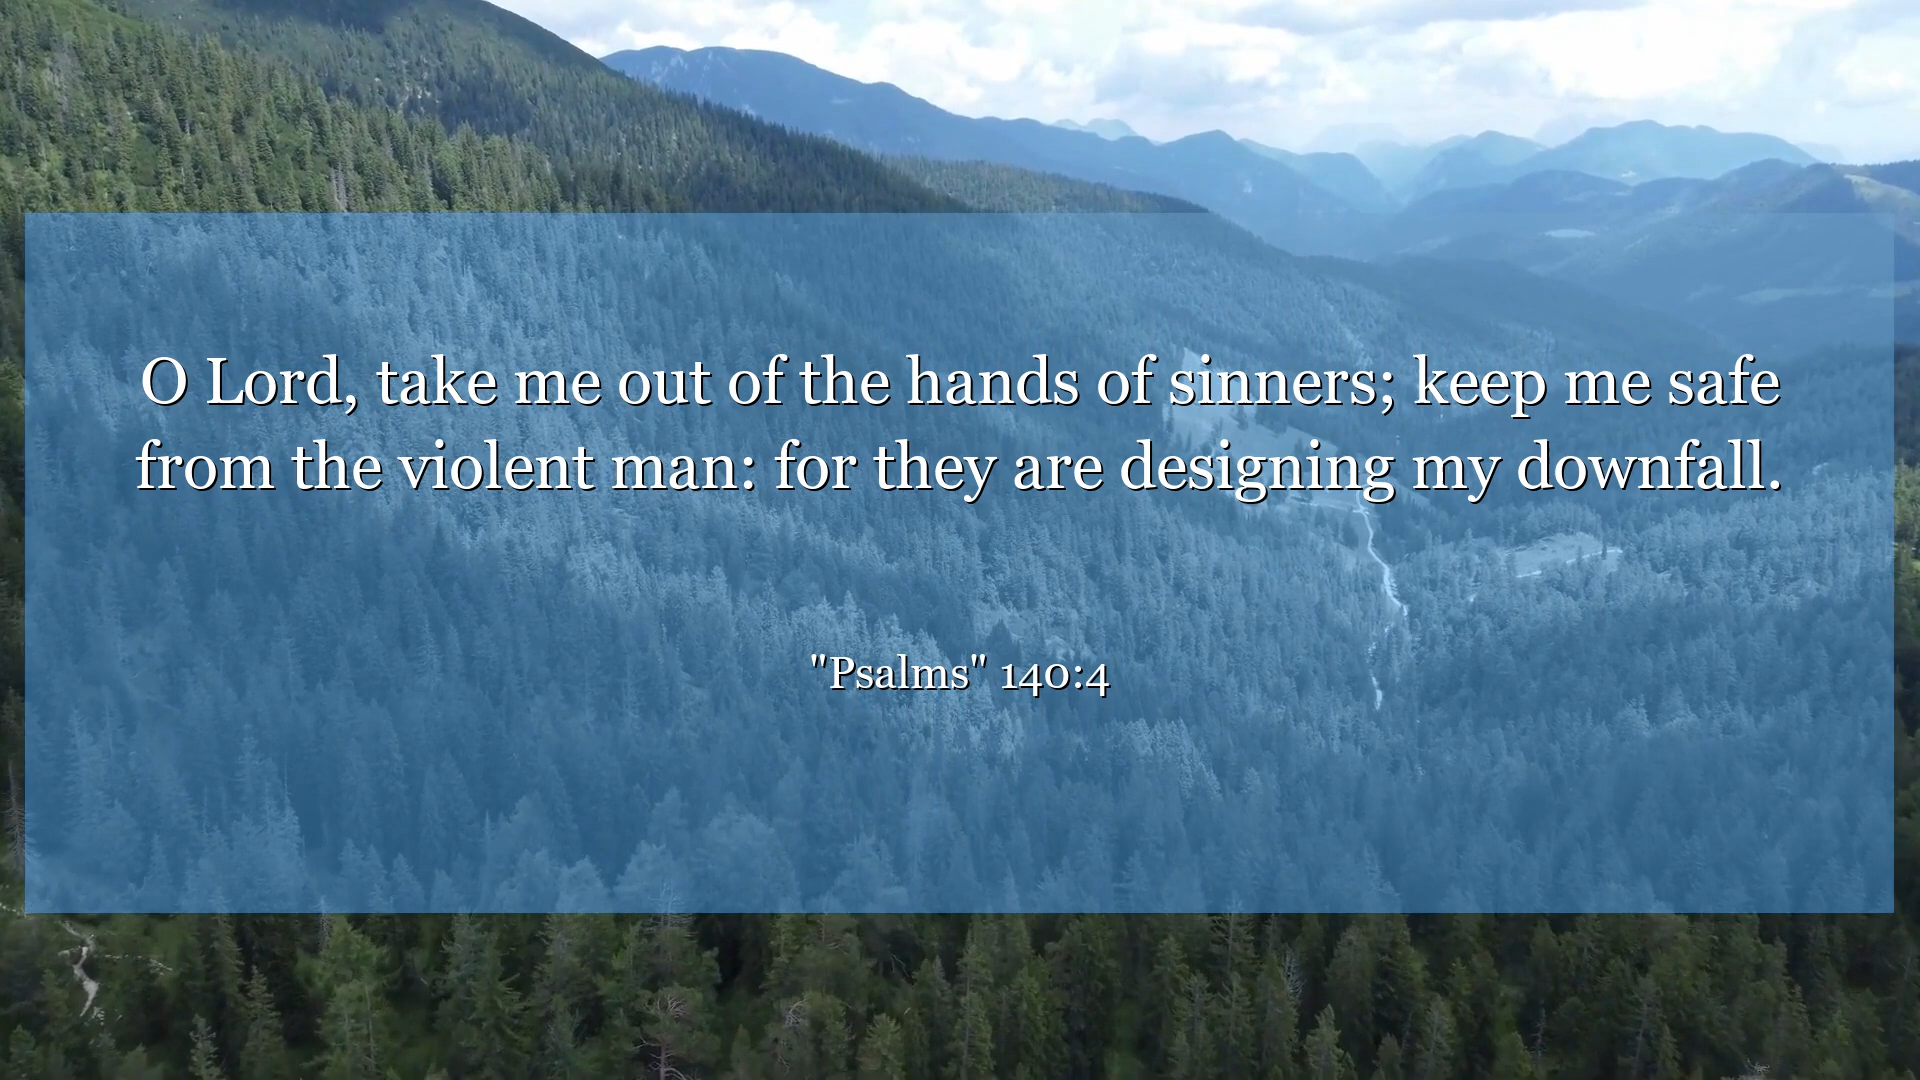 O Lord, take me out of the hands of sinners; keep me safe
from the violent man: for they are designing my downfall.
"Psalms" 140:4